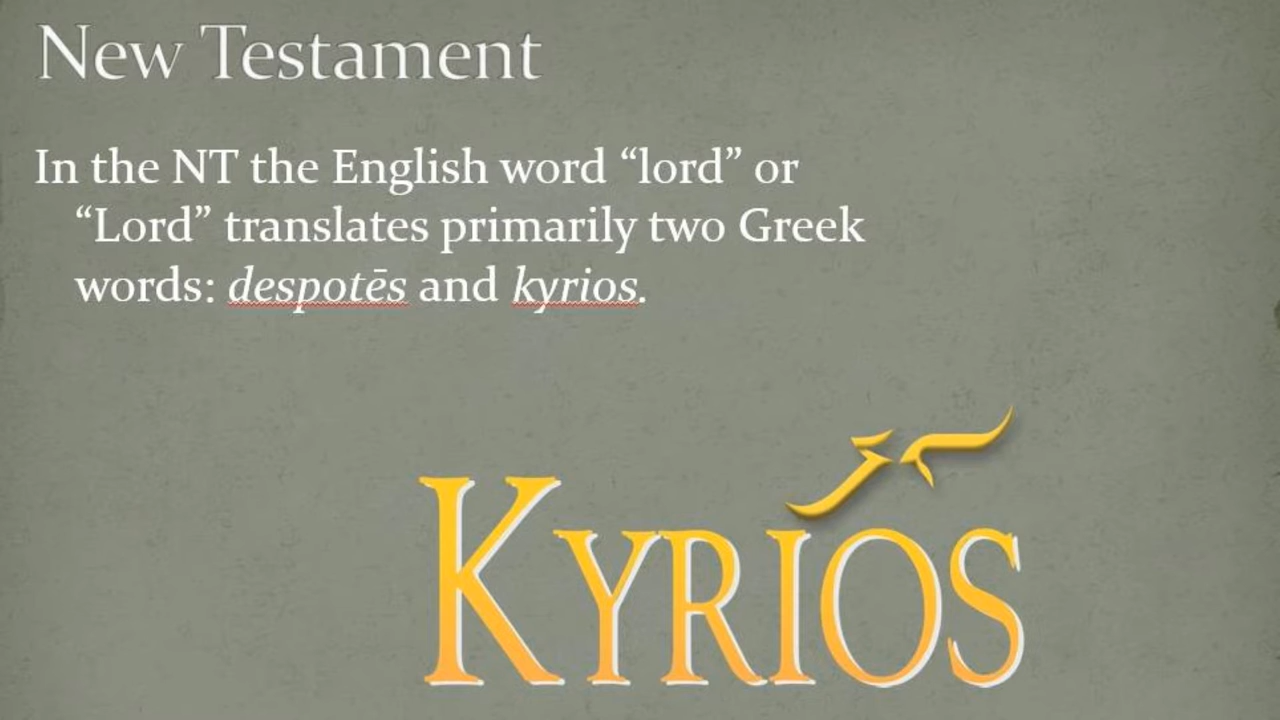 New Testament
In the NT the English word “lord” or
“Lord” translates primarily two Greek
words: despotēs and kyrios.
KYRIOS